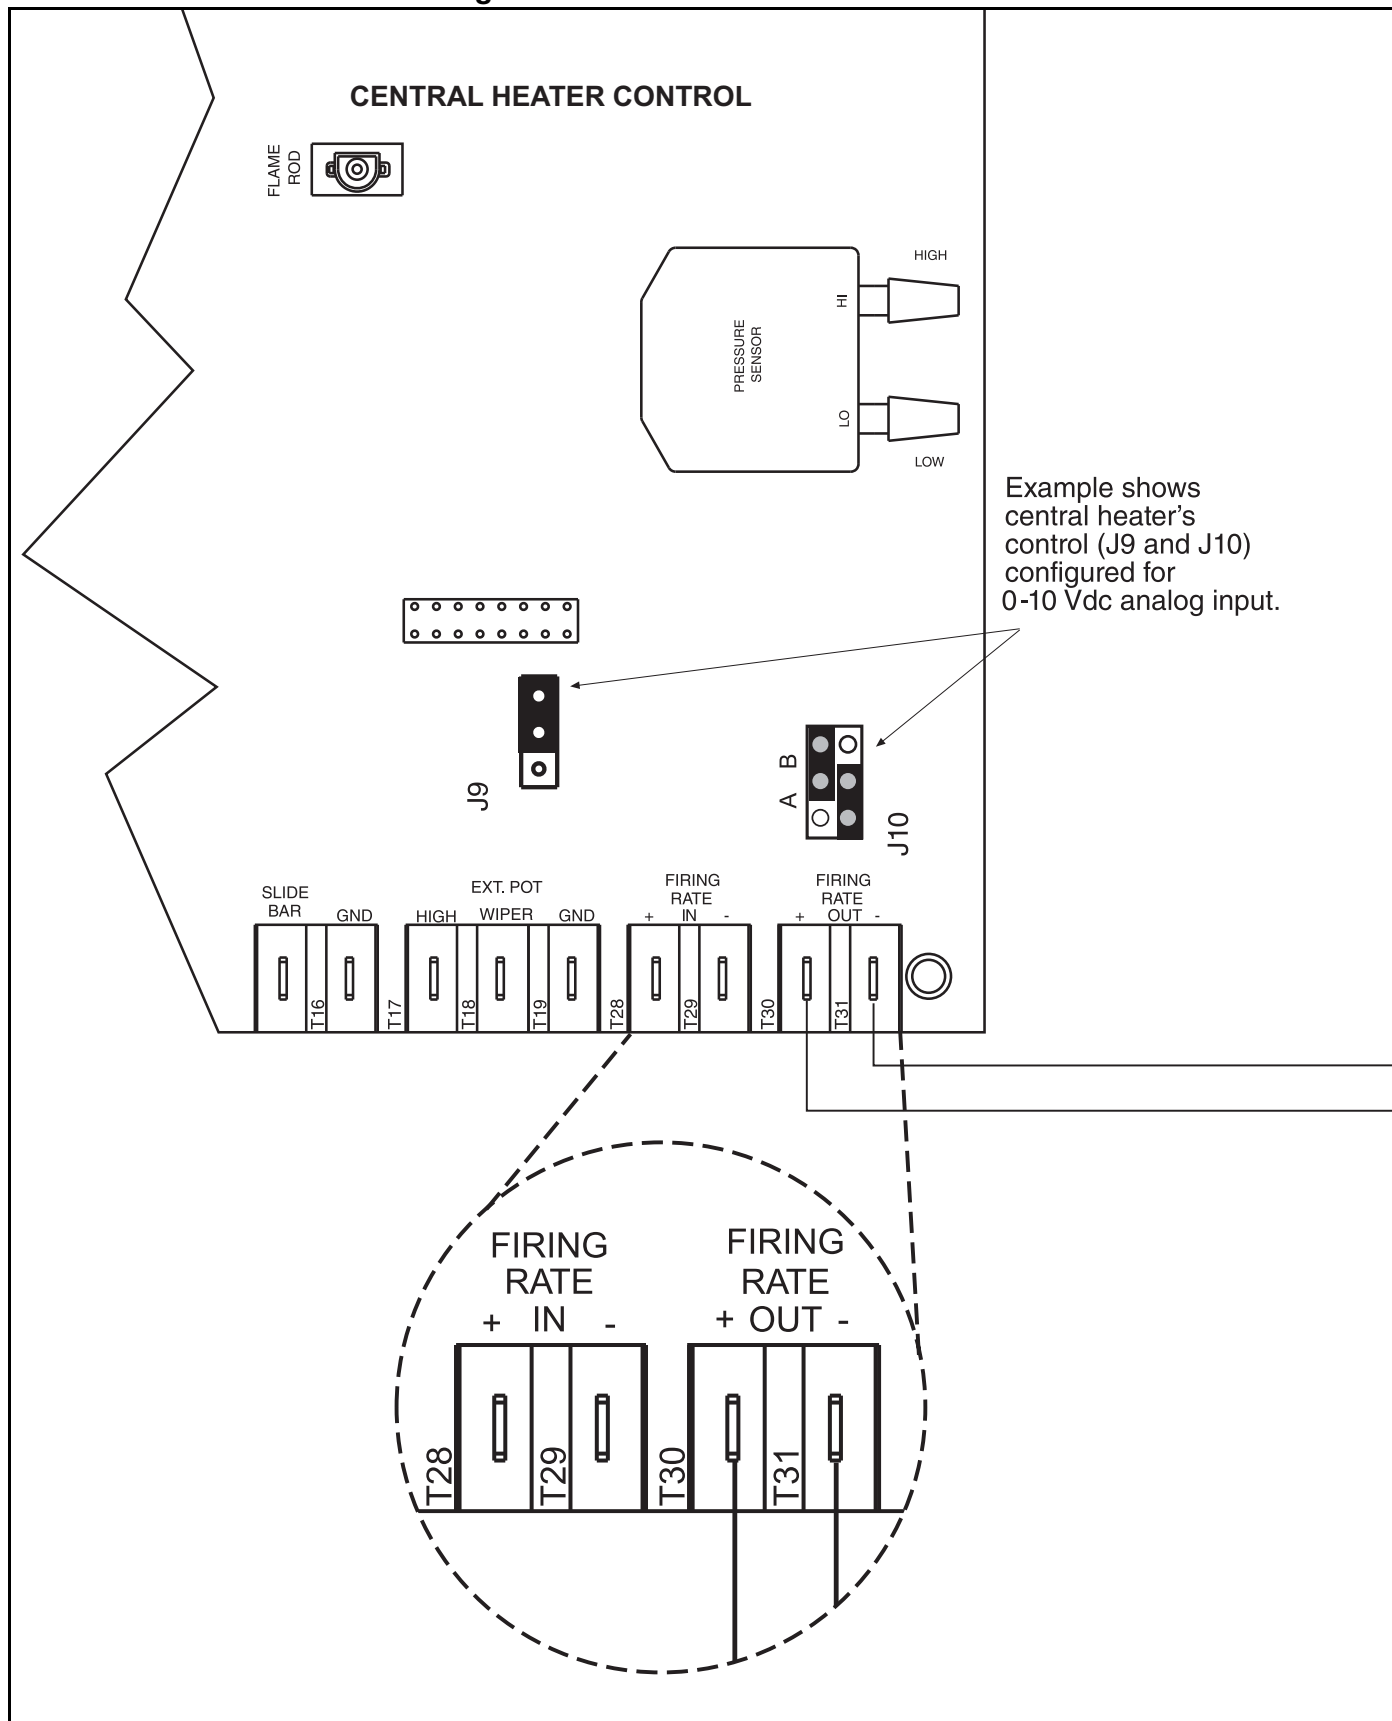 CENTRAL HEATER CONTROL
FLAME
ROD
HIGH
HI
PRESSURE
SENSOR
LO
LOW
Example shows
central heater's
control (J9 and J10)
configured for
0-10 Vdc analog input.
J9
A B
J10
SLIDE
BAR
GND
EXT. POT
HIGH WIPER GND
FIRING
RATE
+ IN -
FIRING
RATE
+ OUT -
T16
T17
T18
T19
T28
T29
T30
T31
FIRING
RATE
+ IN -
FIRING
RATE
+ OUT -
T28
T29
T30
T31